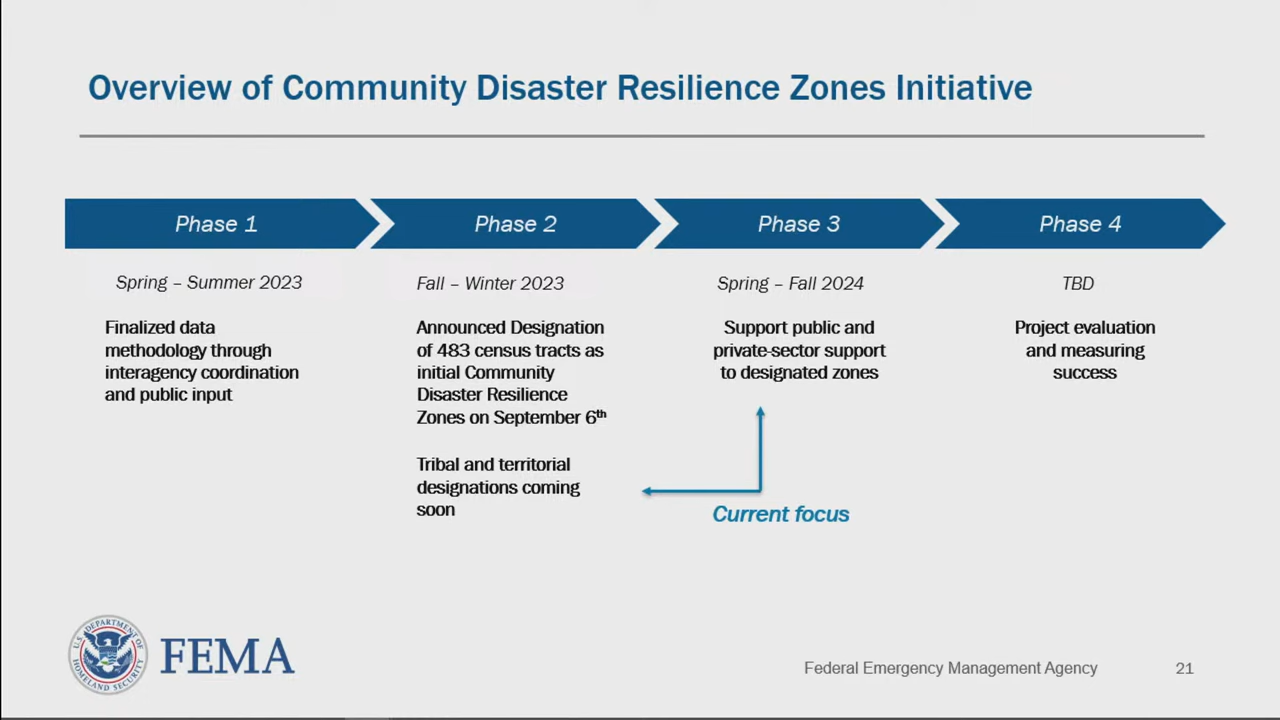 Overview of Community Disaster Resilience Zones Initiative
Phase 1
Phase 2
Phase 3
Phase 4
Spring – Summer 2023
Fall – Winter 2023
Spring – Fall 2024
TBD
Finalized data
methodology through
interagency coordination
and public input
Announced Designation
of 483 census tracts as
initial Community
Disaster Resilience
Zones on September 6th
Tribal and territorial
designations coming
soon
Support public and
private-sector support
to designated zones
Project evaluation
and measuring
success
Current focus
U.S. DEPARTMENT OF
HOMELAND SECURITY
FEMA
Federal Emergency Management Agency
21